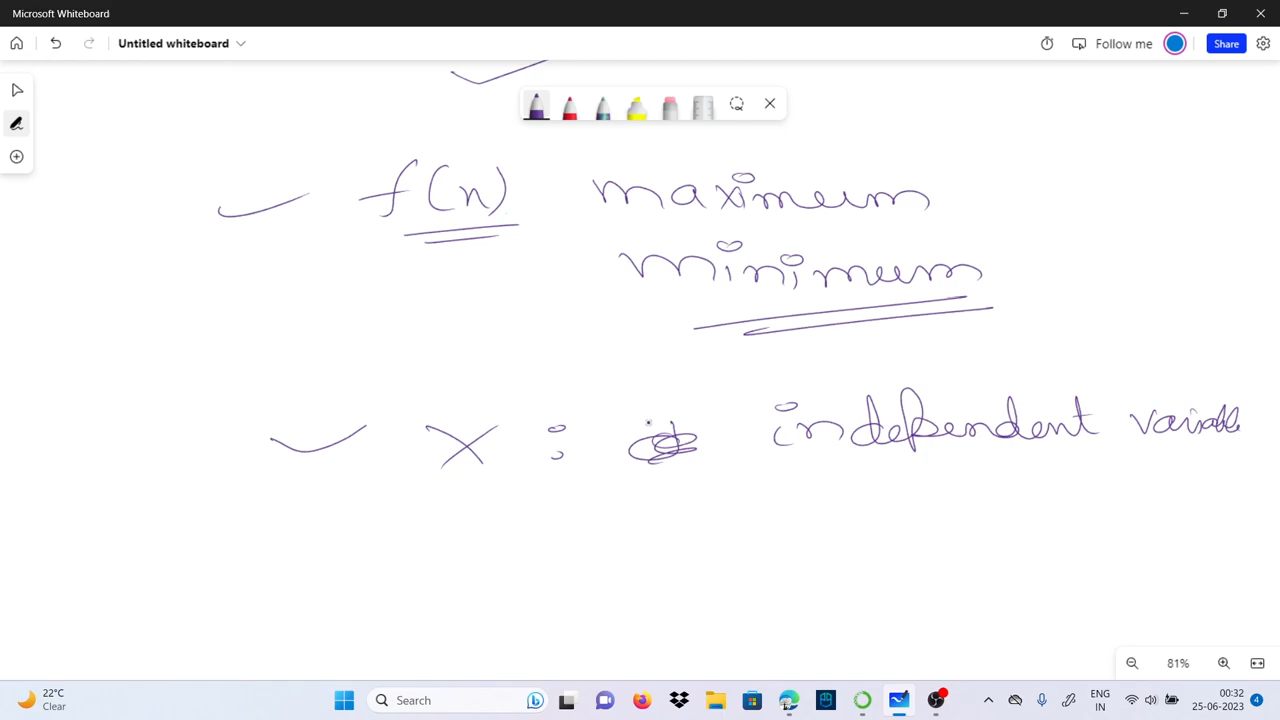 Microsoft Whiteboard
Untitled whiteboard
Follow me
Share
f(n) maximum
minimum
X : independent variable
81%
22°C
Clear
Search
ENG
IN
00:32
25-06-2023
4